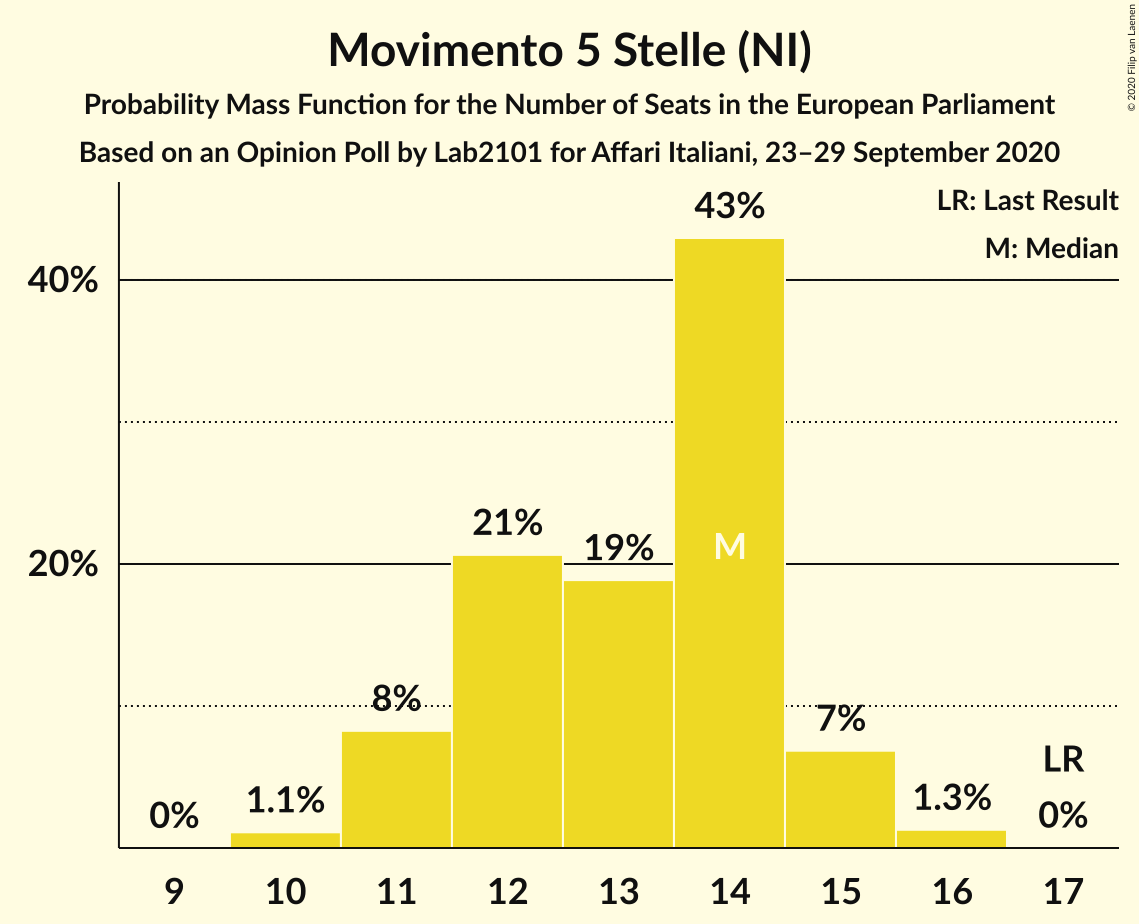 Movimento 5 Stelle (NI)
Probability Mass Function for the Number of Seats in the European Parliament
Based on an Opinion Poll by Lab2101 for Affari Italiani, 23–29 September 2020
© 2020 Filip van Laenen
LR: Last Result
M: Median
40%
20%
0%
1.1%
8%
21%
19%
43%
M
7%
1.3%
LR
0%
9 10 11 12 13 14 15 16 17